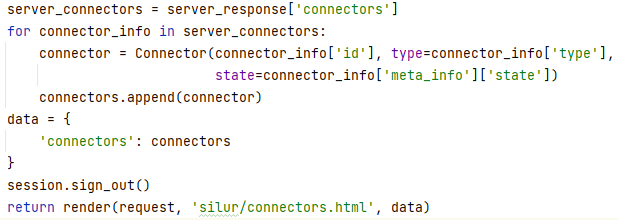 server_connectors = server_response['connectors']
for connector_info in server_connectors:
    connector = Connector(connector_info['id'], type=connector_info['type'],
                          state=connector_info['meta_info']['state'])
    connectors.append(connector)
data = {
    'connectors': connectors
}
session.sign_out()
return render(request, 'silur/connectors.html', data)